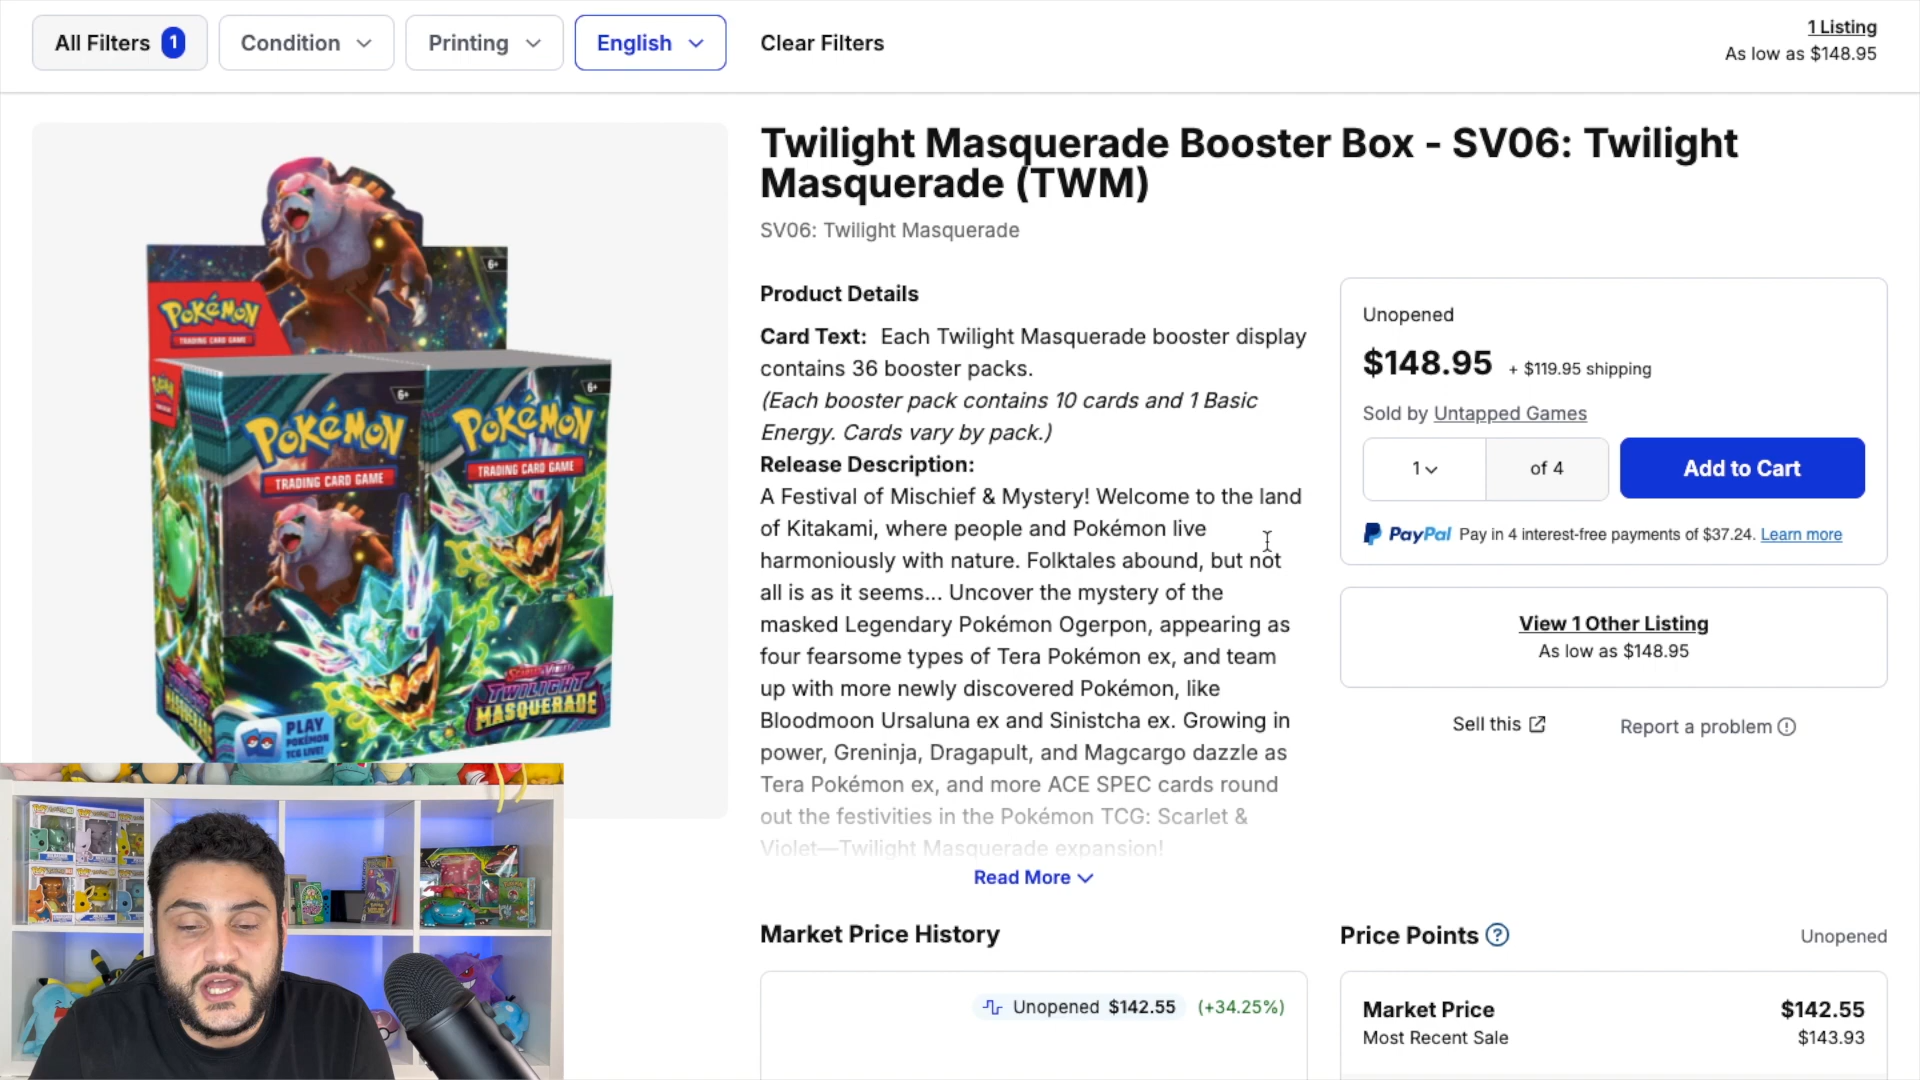 All Filters 1
Condition
Printing
English
Clear Filters
1 Listing
As low as $148.95
Twilight Masquerade Booster Box - SV06: Twilight
Masquerade (TWM)
SV06: Twilight Masquerade
Product Details
Card Text: Each Twilight Masquerade booster display
contains 36 booster packs.
(Each booster pack contains 10 cards and 1 Basic
Energy. Cards vary by pack.)
Release Description:
A Festival of Mischief & Mystery! Welcome to the land
of Kitakami, where people and Pokémon live
harmoniously with nature. Folktales abound, but not
all is as it seems... Uncover the mystery of the
masked Legendary Pokémon Ogerpon, appearing as
four fearsome types of Tera Pokémon ex, and team
up with more newly discovered Pokémon, like
Bloodmoon Ursaluna ex and Sinistcha ex. Growing in
power, Greninja, Dragapult, and Magcargo dazzle as
Tera Pokémon ex, and more ACE SPEC cards round
out the festivities in the Pokémon TCG: Scarlet &
Violet—Twilight Masquerade expansion!
Read More
Unopened
$148.95 + $119.95 shipping
Sold by Untapped Games
1 of 4
Add to Cart
PayPal Pay in 4 interest-free payments of $37.24. Learn more
View 1 Other Listing
As low as $148.95
Sell this
Report a problem
Market Price History
Unopened $142.55 (+34.25%)
Price Points ?
Unopened
Market Price $142.55
Most Recent Sale $143.93
6+
POKéMON
TRADING CARD GAME
6+
POKéMON
TRADING CARD GAME
6+
POKéMON
TRADING CARD GAME
TWILIGHT
MASQUERADE
PLAY
POKÉMON
TCG LIVE!